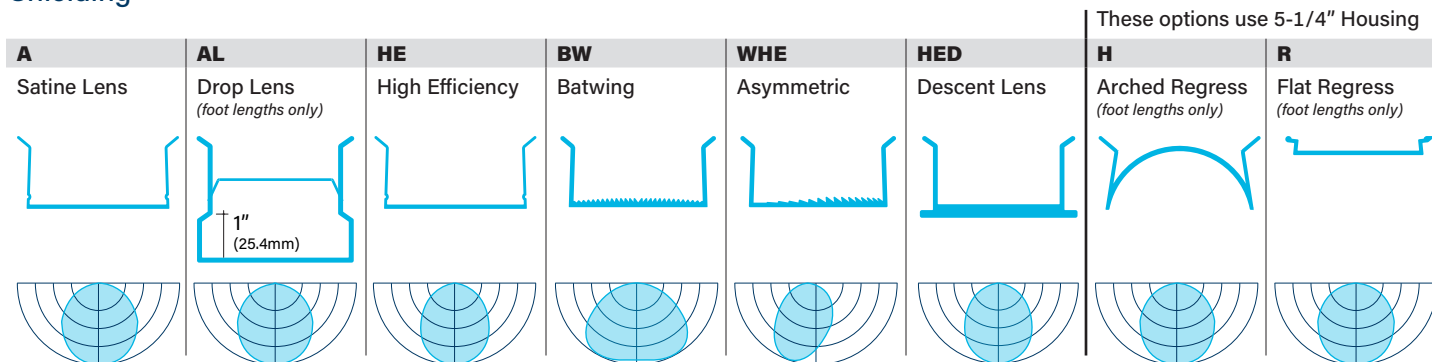 Shielding
These options use 5-1/4” Housing
A
Satine Lens
AL
Drop Lens
(foot lengths only)
1”
(25.4mm)
HE
High Efficiency
BW
Batwing
WHE
Asymmetric
HED
Descent Lens
H
Arched Regress
(foot lengths only)
R
Flat Regress
(foot lengths only)